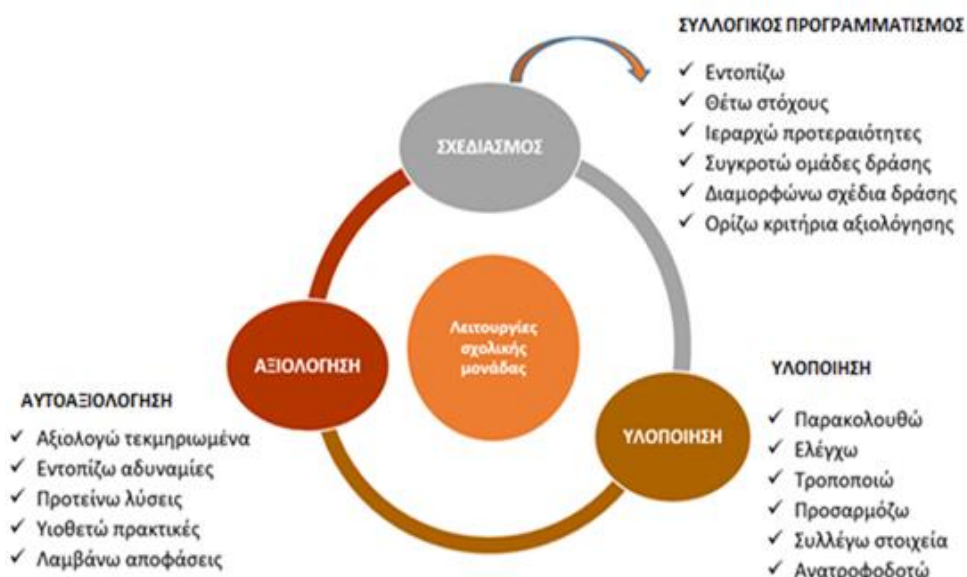 ΣΥΛΛΟΓΙΚΟΣ ΠΡΟΓΡΑΜΜΑΤΙΣΜΟΣ
✓ Εντοπίζω
✓ Θέτω στόχους
✓ Ιεραρχώ προτεραιότητες
✓ Συγκροτώ ομάδες δράσης
✓ Διαμορφώνω σχέδια δράσης
✓ Ορίζω κριτήρια αξιολόγησης
ΣΧΕΔΙΑΣΜΟΣ
Λειτουργίες
σχολικής
μονάδας
ΑΞΙΟΛΟΓΗΣΗ
ΥΛΟΠΟΙΗΣΗ
ΥΛΟΠΟΙΗΣΗ
✓ Παρακολουθώ
✓ Ελέγχω
✓ Τροποποιώ
✓ Προσαρμόζω
✓ Συλλέγω στοιχεία
✓ Ανατροφοδοτώ
ΑΥΤΟΑΞΙΟΛΟΓΗΣΗ
✓ Αξιολογώ τεκμηριωμένα
✓ Εντοπίζω αδυναμίες
✓ Προτείνω λύσεις
✓ Υιοθετώ πρακτικές
✓ Λαμβάνω αποφάσεις